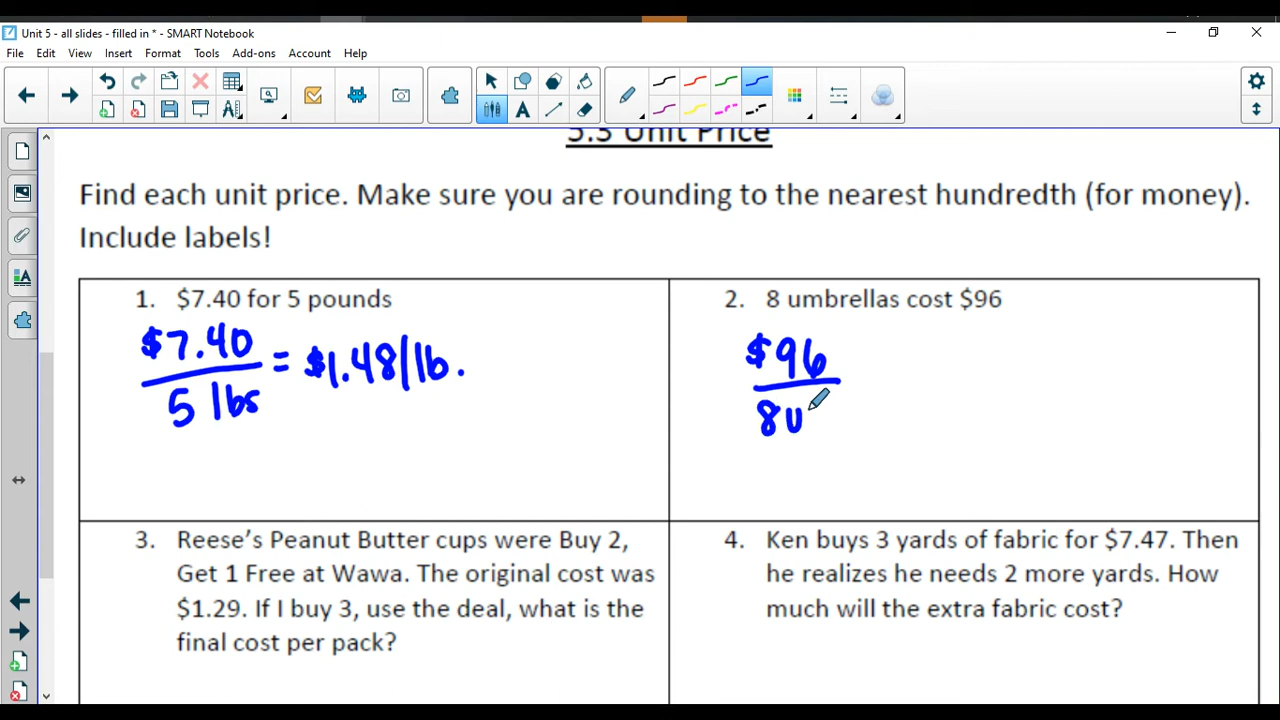 Unit 5 - all slides - filled in * - SMART Notebook
File Edit View Insert Format Tools Add-ons Account Help
5.3 Unit Price
Find each unit price. Make sure you are rounding to the nearest hundredth (for money).
Include labels!
1. $7.40 for 5 pounds
$7.40
5 lbs
= $1.48/lb.
2. 8 umbrellas cost $96
$96
8 u
3. Reese's Peanut Butter cups were Buy 2,
Get 1 Free at Wawa. The original cost was
$1.29. If I buy 3, use the deal, what is the
final cost per pack?
4. Ken buys 3 yards of fabric for $7.47. Then
he realizes he needs 2 more yards. How
much will the extra fabric cost?